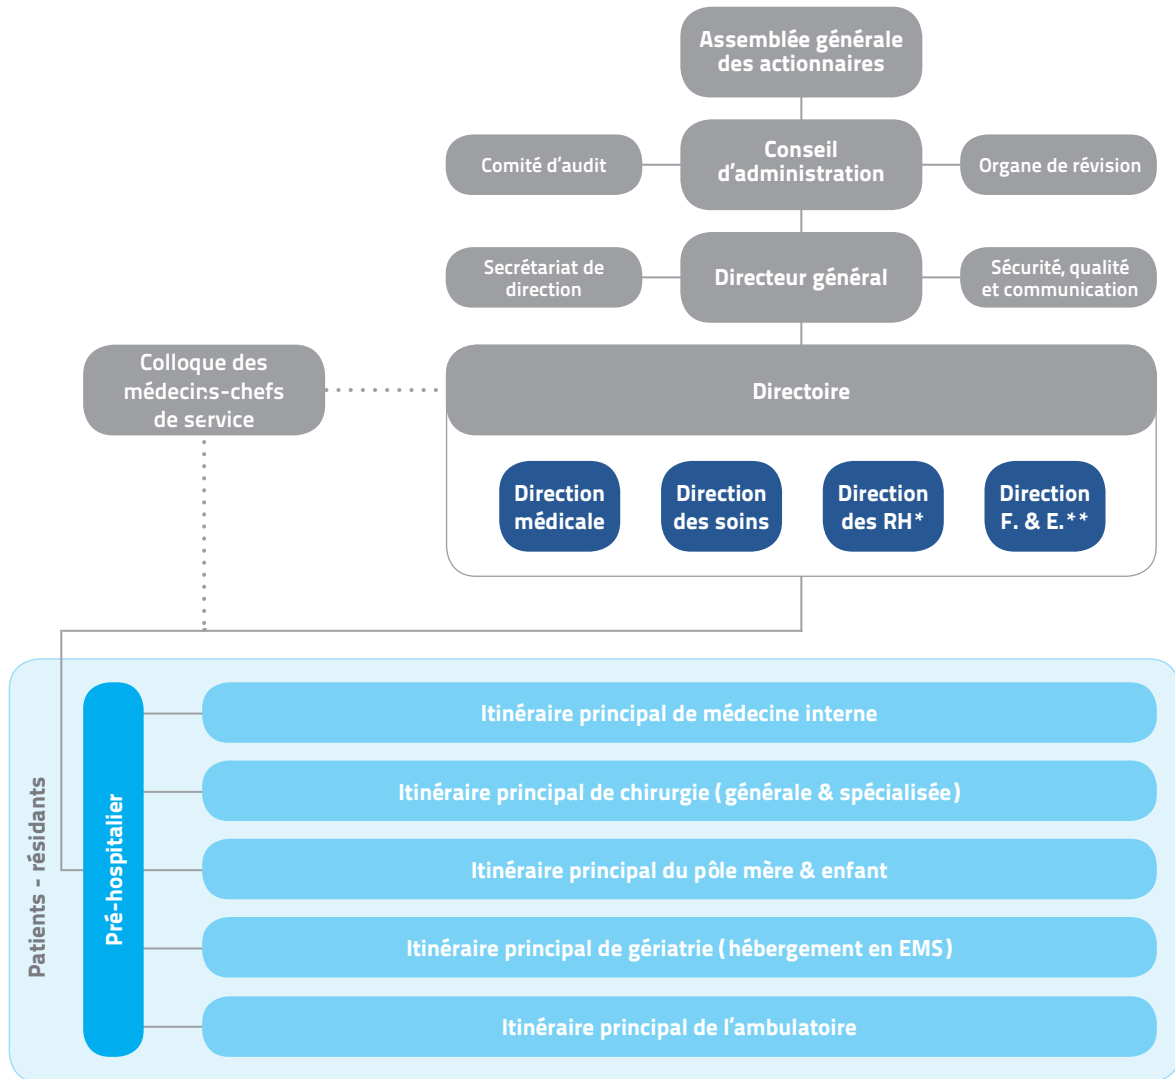 Assemblée générale
des actionnaires
Comité d'audit
Conseil
d'administration
Organe de révision
Secrétariat de
direction
Directeur général
Sécurité, qualité
et communication
Colloque des
médecins-chefs
de service
Directoire
Direction
médicale
Direction
des soins
Direction
des RH*
Direction
F. & E.**
Patients - résidants
Pré-hospitalier
Itinéraire principal de médecine interne
Itinéraire principal de chirurgie (générale & spécialisée)
Itinéraire principal du pôle mère & enfant
Itinéraire principal de gériatrie (hébergement en EMS)
Itinéraire principal de l'ambulatoire